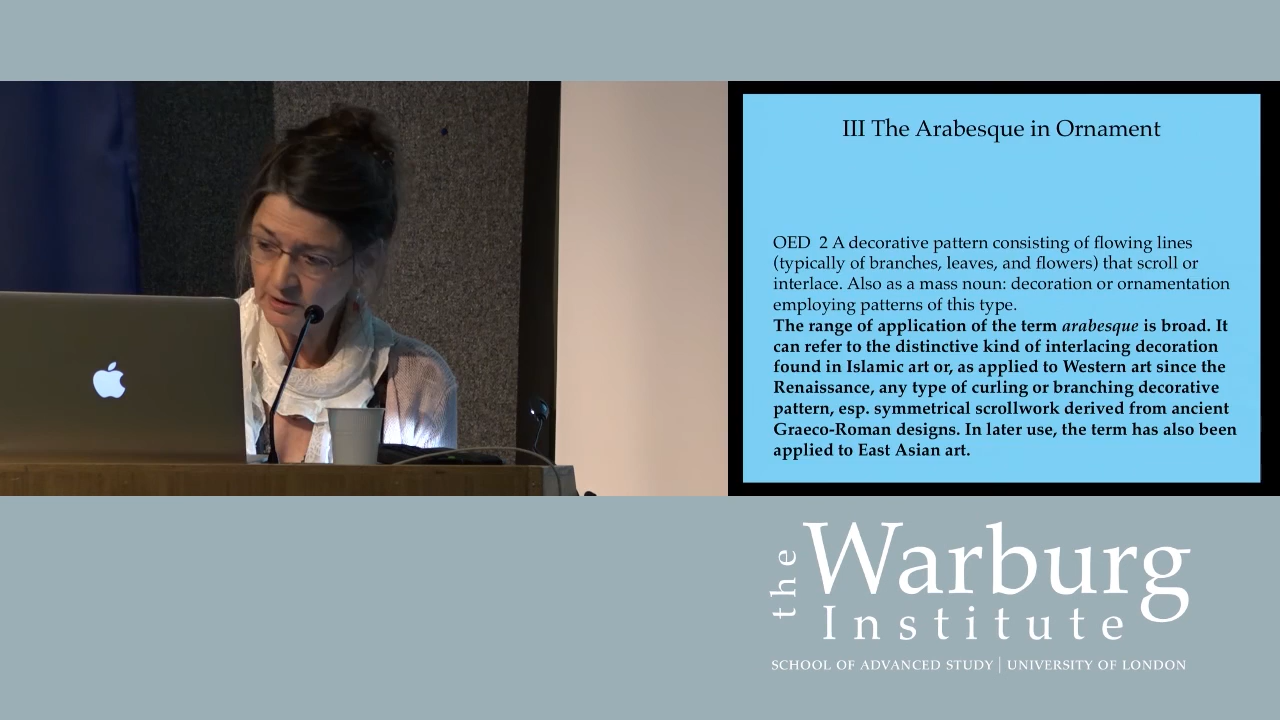 III The Arabesque in Ornament
OED 2 A decorative pattern consisting of flowing lines
(typically of branches, leaves, and flowers) that scroll or
interlace. Also as a mass noun: decoration or ornamentation
employing patterns of this type.
The range of application of the term arabesque is broad. It
can refer to the distinctive kind of interlacing decoration
found in Islamic art or, as applied to Western art since the
Renaissance, any type of curling or branching decorative
pattern, esp. symmetrical scrollwork derived from ancient
Graeco-Roman designs. In later use, the term has also been
applied to East Asian art.
the Warburg
Institute
SCHOOL OF ADVANCED STUDY | UNIVERSITY OF LONDON